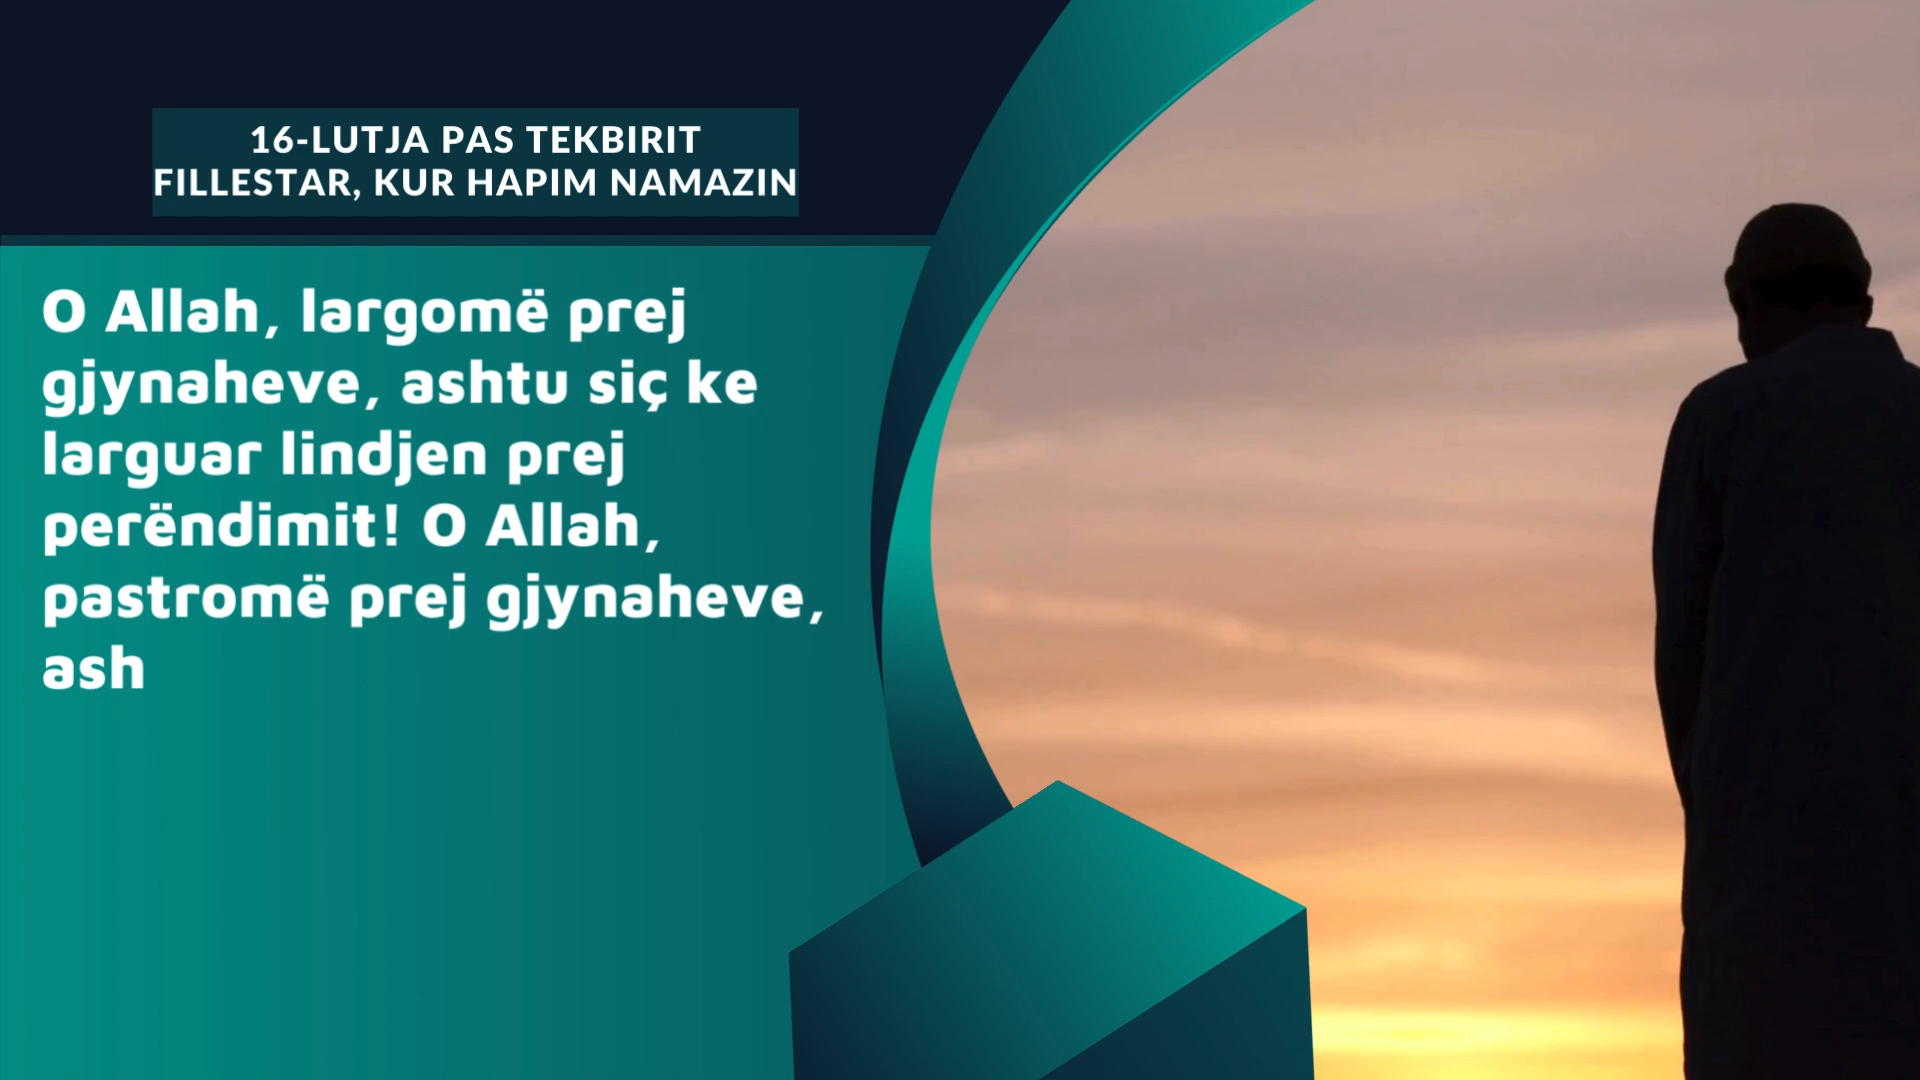 16-LUTJA PAS TEKBIRIT
FILLESTAR, KUR HAPIM NAMAZIN
O Allah, largomë prej
gjynaheve, ashtu siç ke
larguar lindjen prej
perëndimit! O Allah,
pastromë prej gjynaheve,
ash